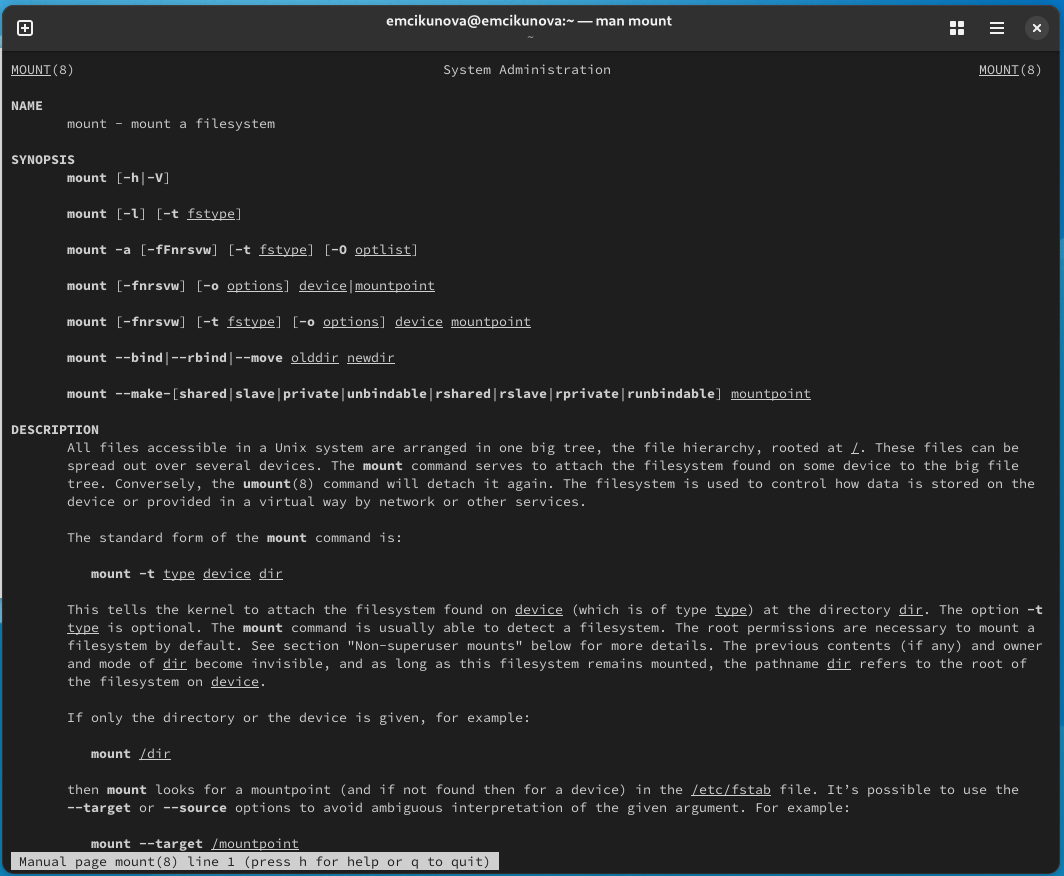 emcikunova@emcikunova:~ — man mount
~
MOUNT(8) System Administration MOUNT(8)
NAME
mount - mount a filesystem
SYNOPSIS
mount [-h|-V]
mount [-l] [-t fstype]
mount -a [-fFnrsvw] [-t fstype] [-O optlist]
mount [-fnrsvw] [-o options] device|mountpoint
mount [-fnrsvw] [-t fstype] [-o options] device mountpoint
mount --bind|--rbind|--move olddir newdir
mount --make-[shared|slave|private|unbindable|rshared|rslave|rprivate|runbindable] mountpoint
DESCRIPTION
All files accessible in a Unix system are arranged in one big tree, the file hierarchy, rooted at /. These files can be
spread out over several devices. The mount command serves to attach the filesystem found on some device to the big file
tree. Conversely, the umount(8) command will detach it again. The filesystem is used to control how data is stored on the
device or provided in a virtual way by network or other services.
The standard form of the mount command is:
mount -t type device dir
This tells the kernel to attach the filesystem found on device (which is of type type) at the directory dir. The option -t
type is optional. The mount command is usually able to detect a filesystem. The root permissions are necessary to mount a
filesystem by default. See section "Non-superuser mounts" below for more details. The previous contents (if any) and owner
and mode of dir become invisible, and as long as this filesystem remains mounted, the pathname dir refers to the root of
the filesystem on device.
If only the directory or the device is given, for example:
mount /dir
then mount looks for a mountpoint (and if not found then for a device) in the /etc/fstab file. It’s possible to use the
--target or --source options to avoid ambiguous interpretation of the given argument. For example:
mount --target /mountpoint
Manual page mount(8) line 1 (press h for help or q to quit)